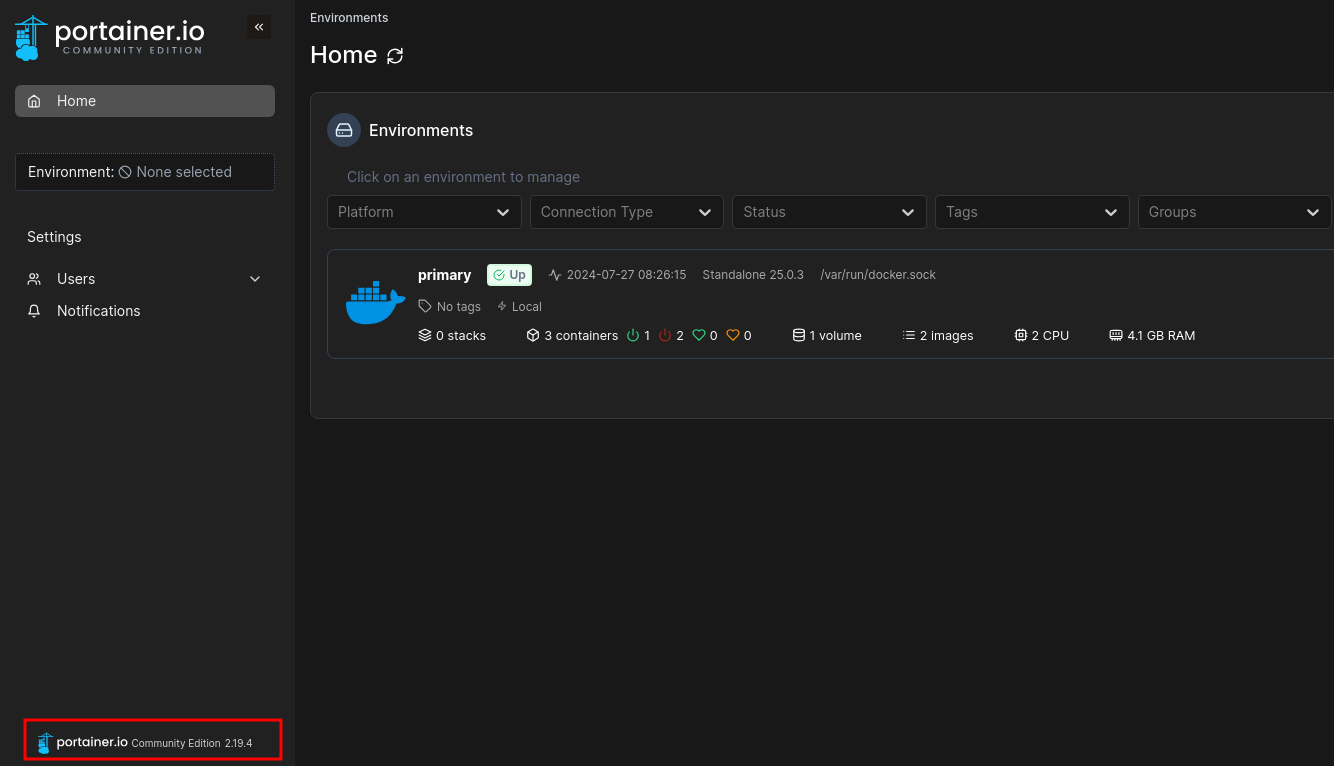 portainer.io
COMMUNITY EDITION
Home
Environment: None selected
Settings
Users
Notifications
portainer.io Community Edition 2.19.4
Environments
Home
Environments
Click on an environment to manage
Platform Connection Type Status Tags Groups
primary Up 2024-07-27 08:26:15 Standalone 25.0.3 /var/run/docker.sock
No tags Local
0 stacks 3 containers 1 2 0 0 1 volume 2 images 2 CPU 4.1 GB RAM